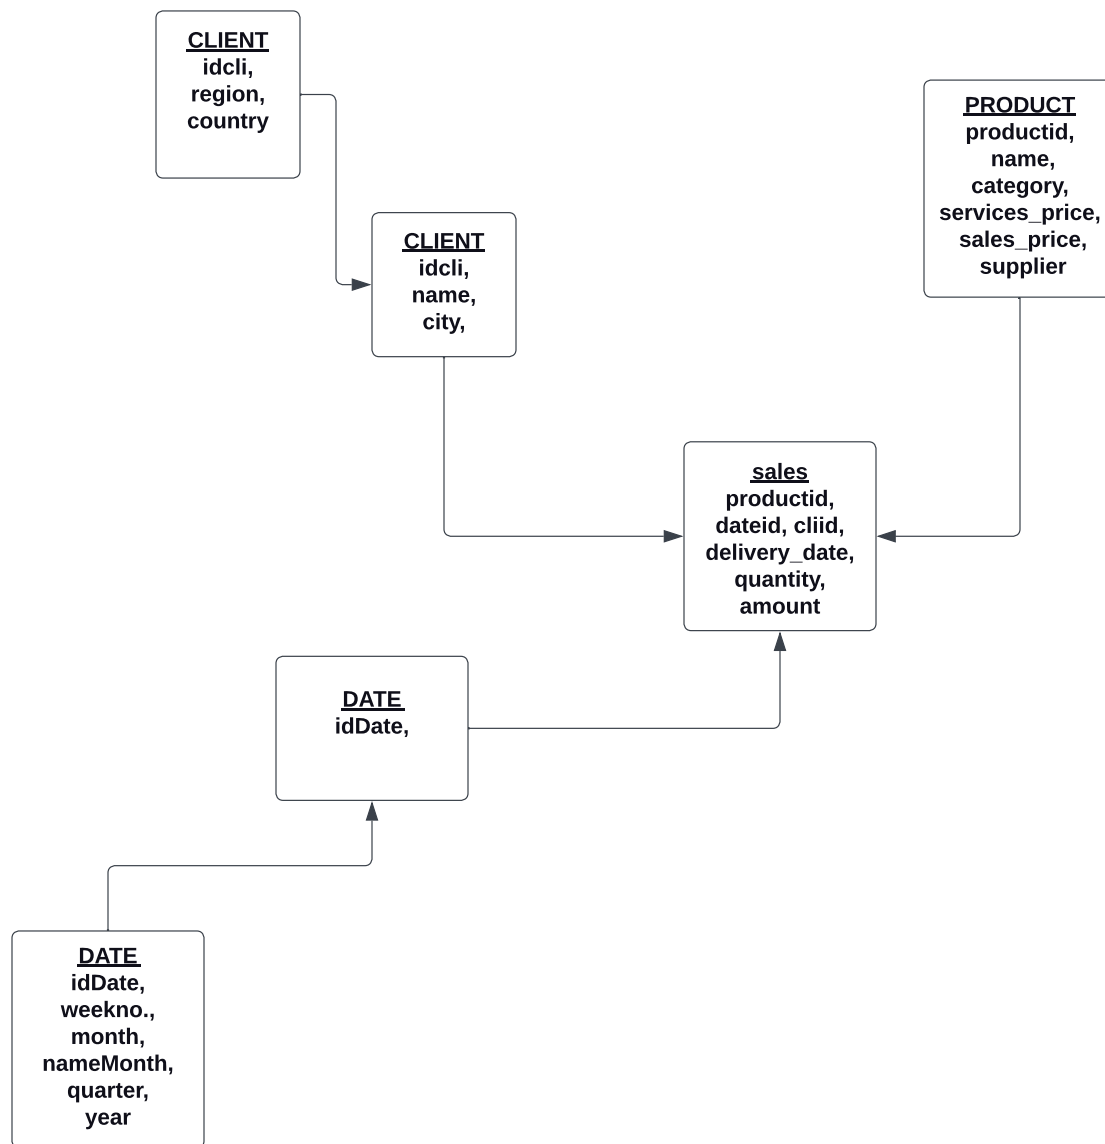 CLIENT
idcli,
region,
country
PRODUCT
productid,
name,
category,
services_price,
sales_price,
supplier
CLIENT
idcli,
name,
city,
sales
productid,
dateid, cliid,
delivery_date,
quantity,
amount
DATE
idDate,
DATE
idDate,
weekno.,
month,
nameMonth,
quarter,
year